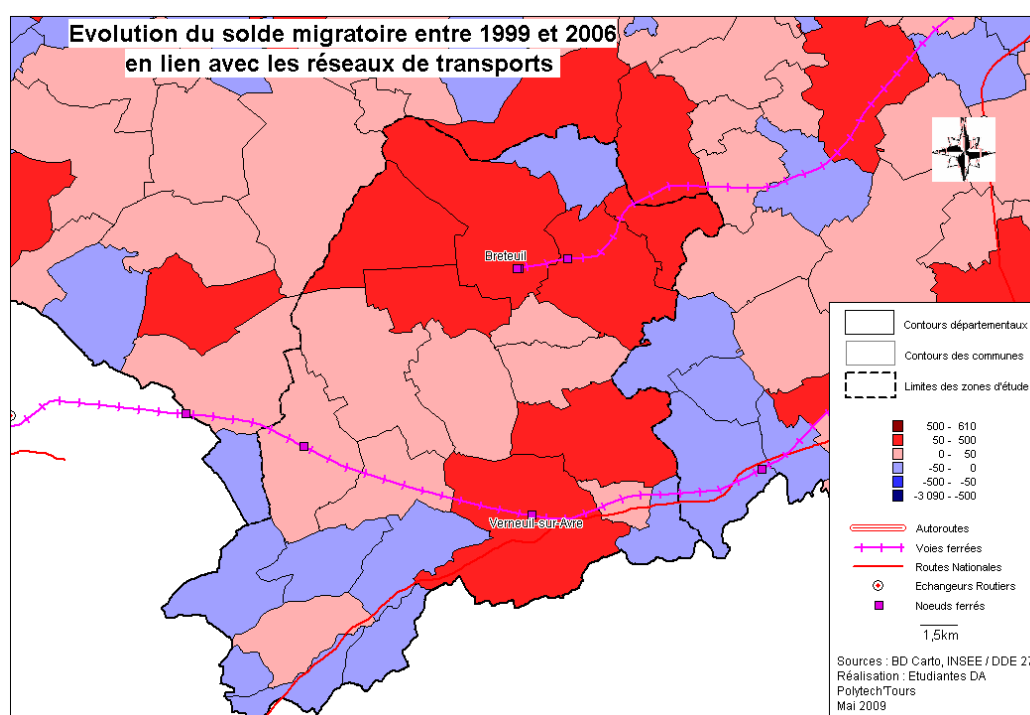 Evolution du solde migratoire entre 1999 et 2006
en lien avec les réseaux de transports
Breteuil
Verneuil-sur-Avre
Contours départementaux
Contours des communes
Limites des zones d'étude
500 - 610
50 - 500
0 - 50
-50 - 0
-500 - -50
-3 090 - -500
Autoroutes
Voies ferrées
Routes Nationales
Echangeurs Routiers
Noeuds ferrés
1,5km
Sources : BD Carto, INSEE / DDE 27
Réalisation : Etudiantes DA
Polytech'Tours
Mai 2009